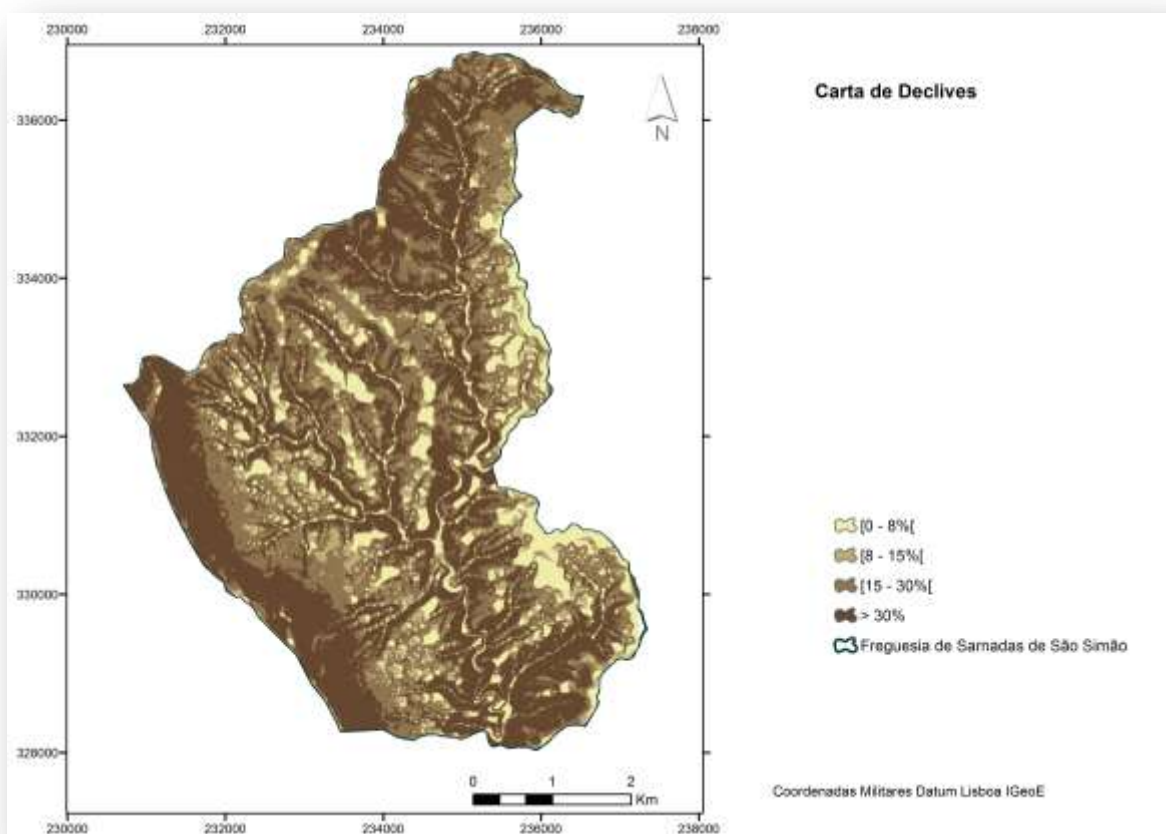 230000 232000 234000 236000 238000
Carta de Declives
336000
N
334000
332000
[0 - 8%[
[8 - 15%[
330000
[15 - 30%[
> 30%
Freguesia de Sarnadas de São Simão
328000
0 1 2
Km
Coordenadas Militares Datum Lisboa IGeoE
230000 232000 234000 236000 238000